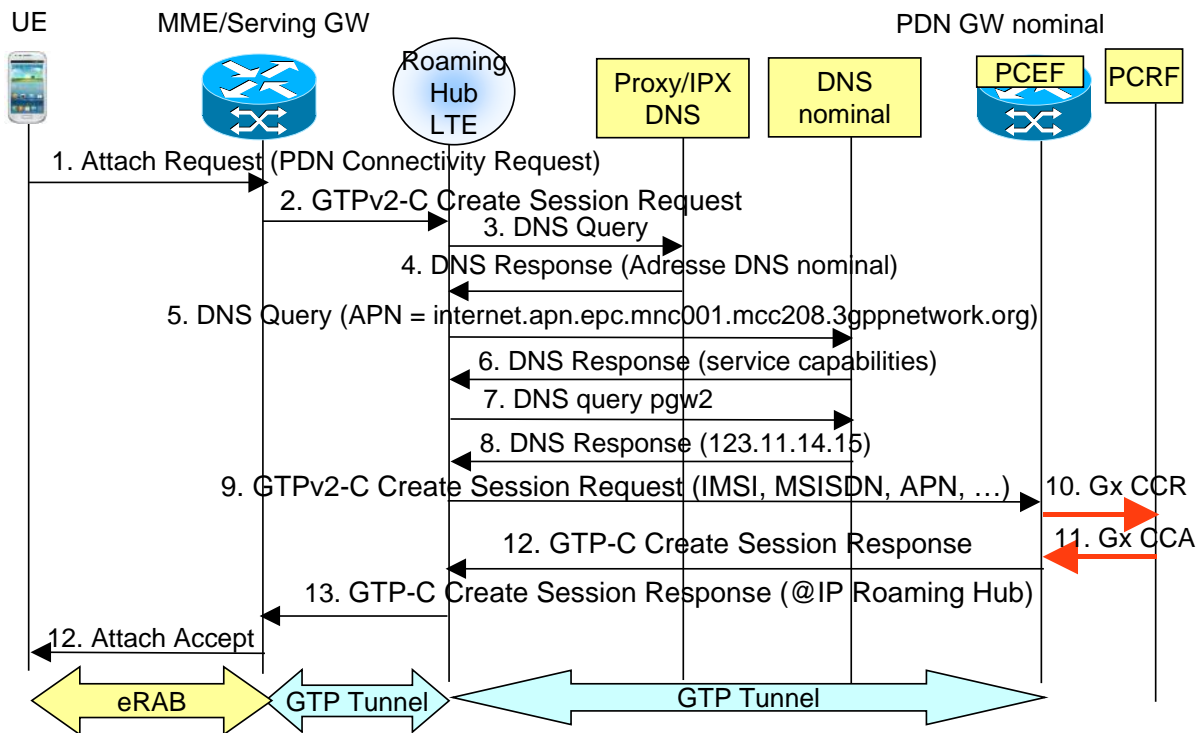 UE
MME/Serving GW
PDN GW nominal
Roaming
Hub
LTE
Proxy/IPX
DNS
DNS
nominal
PCEF
PCRF
1. Attach Request (PDN Connectivity Request)
2. GTPv2-C Create Session Request
3. DNS Query
4. DNS Response (Adresse DNS nominal)
5. DNS Query (APN = internet.apn.epc.mnc001.mcc208.3gppnetwork.org)
6. DNS Response (service capabilities)
7. DNS query pgw2
8. DNS Response (123.11.14.15)
9. GTPv2-C Create Session Request (IMSI, MSISDN, APN, …)
10. Gx CCR
11. Gx CCA
12. GTP-C Create Session Response
13. GTP-C Create Session Response (@IP Roaming Hub)
12. Attach Accept
eRAB
GTP Tunnel
GTP Tunnel